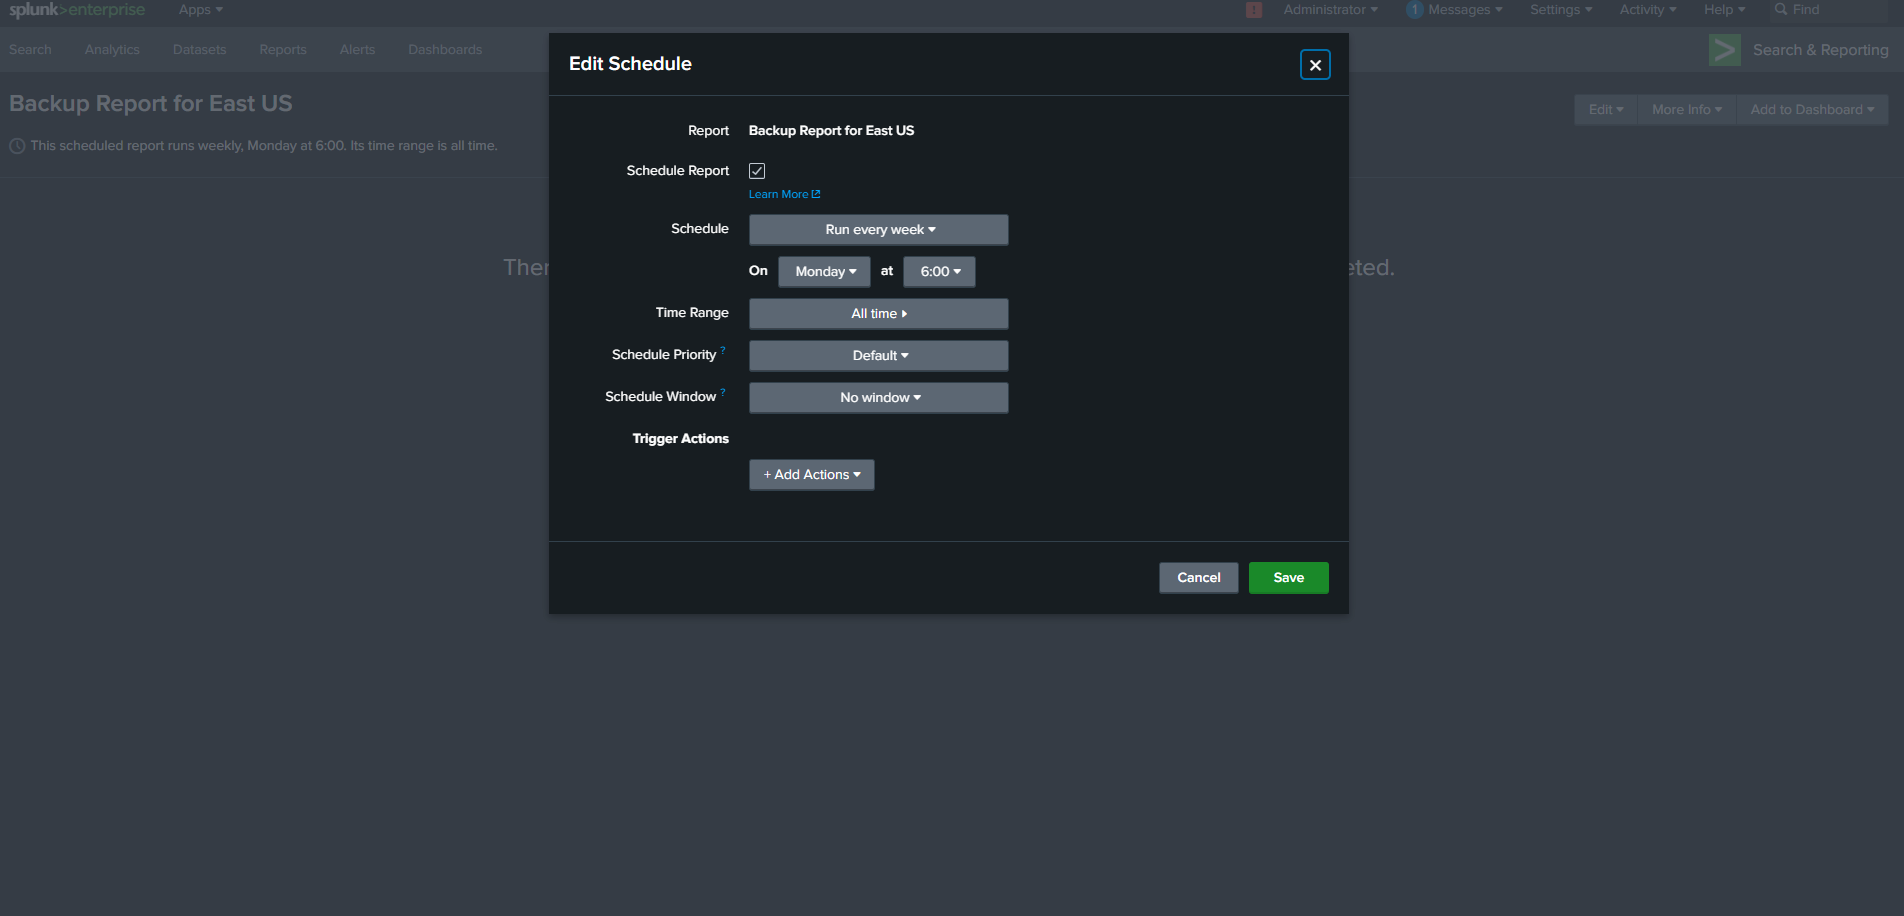 splunk>enterprise Apps
! Administrator 1 Messages Settings Activity Help Find
Search Analytics Datasets Reports Alerts Dashboards
> Search & Reporting
Backup Report for East US
Edit More Info Add to Dashboard
This scheduled report runs weekly, Monday at 6:00. Its time range is all time.
Edit Schedule
Report Backup Report for East US
Schedule Report
Learn More
Schedule Run every week
On Monday at 6:00
Time Range All time
Schedule Priority ? Default
Schedule Window ? No window
Trigger Actions
+ Add Actions
Cancel Save